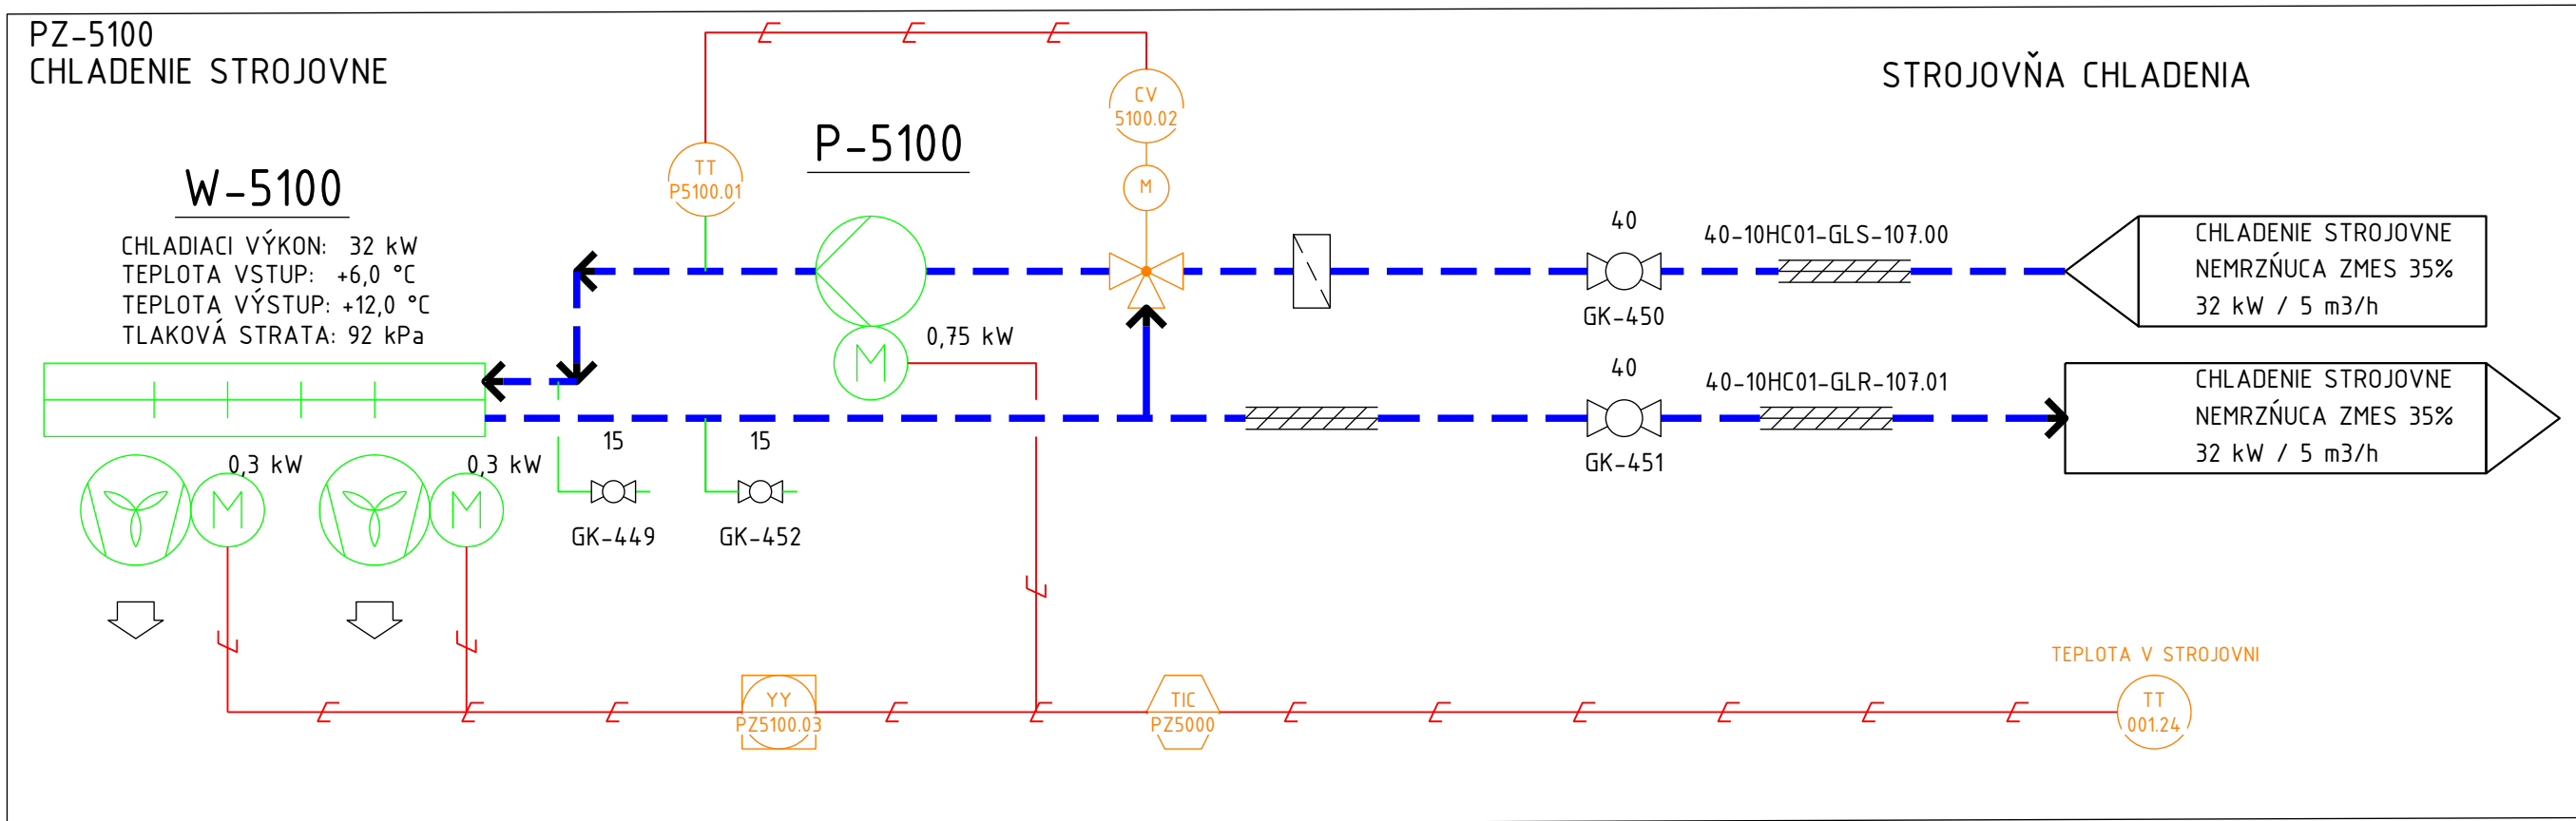 PZ-5100
CHLADENIE STROJOVNE
STROJOVŇA CHLADENIA
CV
5100.02
P-5100
TT
P5100.01
M
W-5100
CHLADIACI VÝKON: 32 kW
TEPLOTA VSTUP: +6,0 °C
TEPLOTA VÝSTUP: +12,0 °C
TLAKOVÁ STRATA: 92 kPa
40
GK-450
40-10HC01-GLS-107.00
CHLADENIE STROJOVNE
NEMRZŃUCA ZMES 35%
32 kW / 5 m3/h
0,75 kW
M
40
GK-451
40-10HC01-GLR-107.01
CHLADENIE STROJOVNE
NEMRZŃUCA ZMES 35%
32 kW / 5 m3/h
0,3 kW
M
0,3 kW
M
15
GK-449
15
GK-452
TEPLOTA V STROJOVNI
YY
PZ5100.03
TIC
PZ5000
TT
001.24